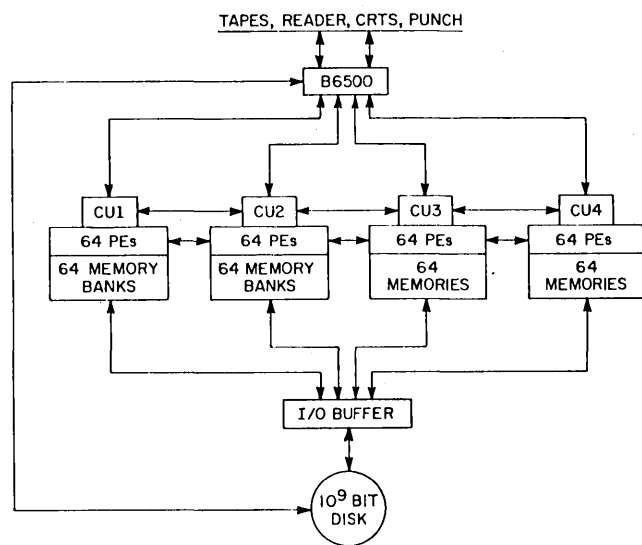 TAPES, READER, CRTS, PUNCH
B6500
CU1
CU2
CU3
CU4
64 PEs
64 PEs
64 PEs
64 PEs
64 MEMORY
BANKS
64 MEMORY
BANKS
64
MEMORIES
64
MEMORIES
I/O BUFFER
10⁹ BIT
DISK